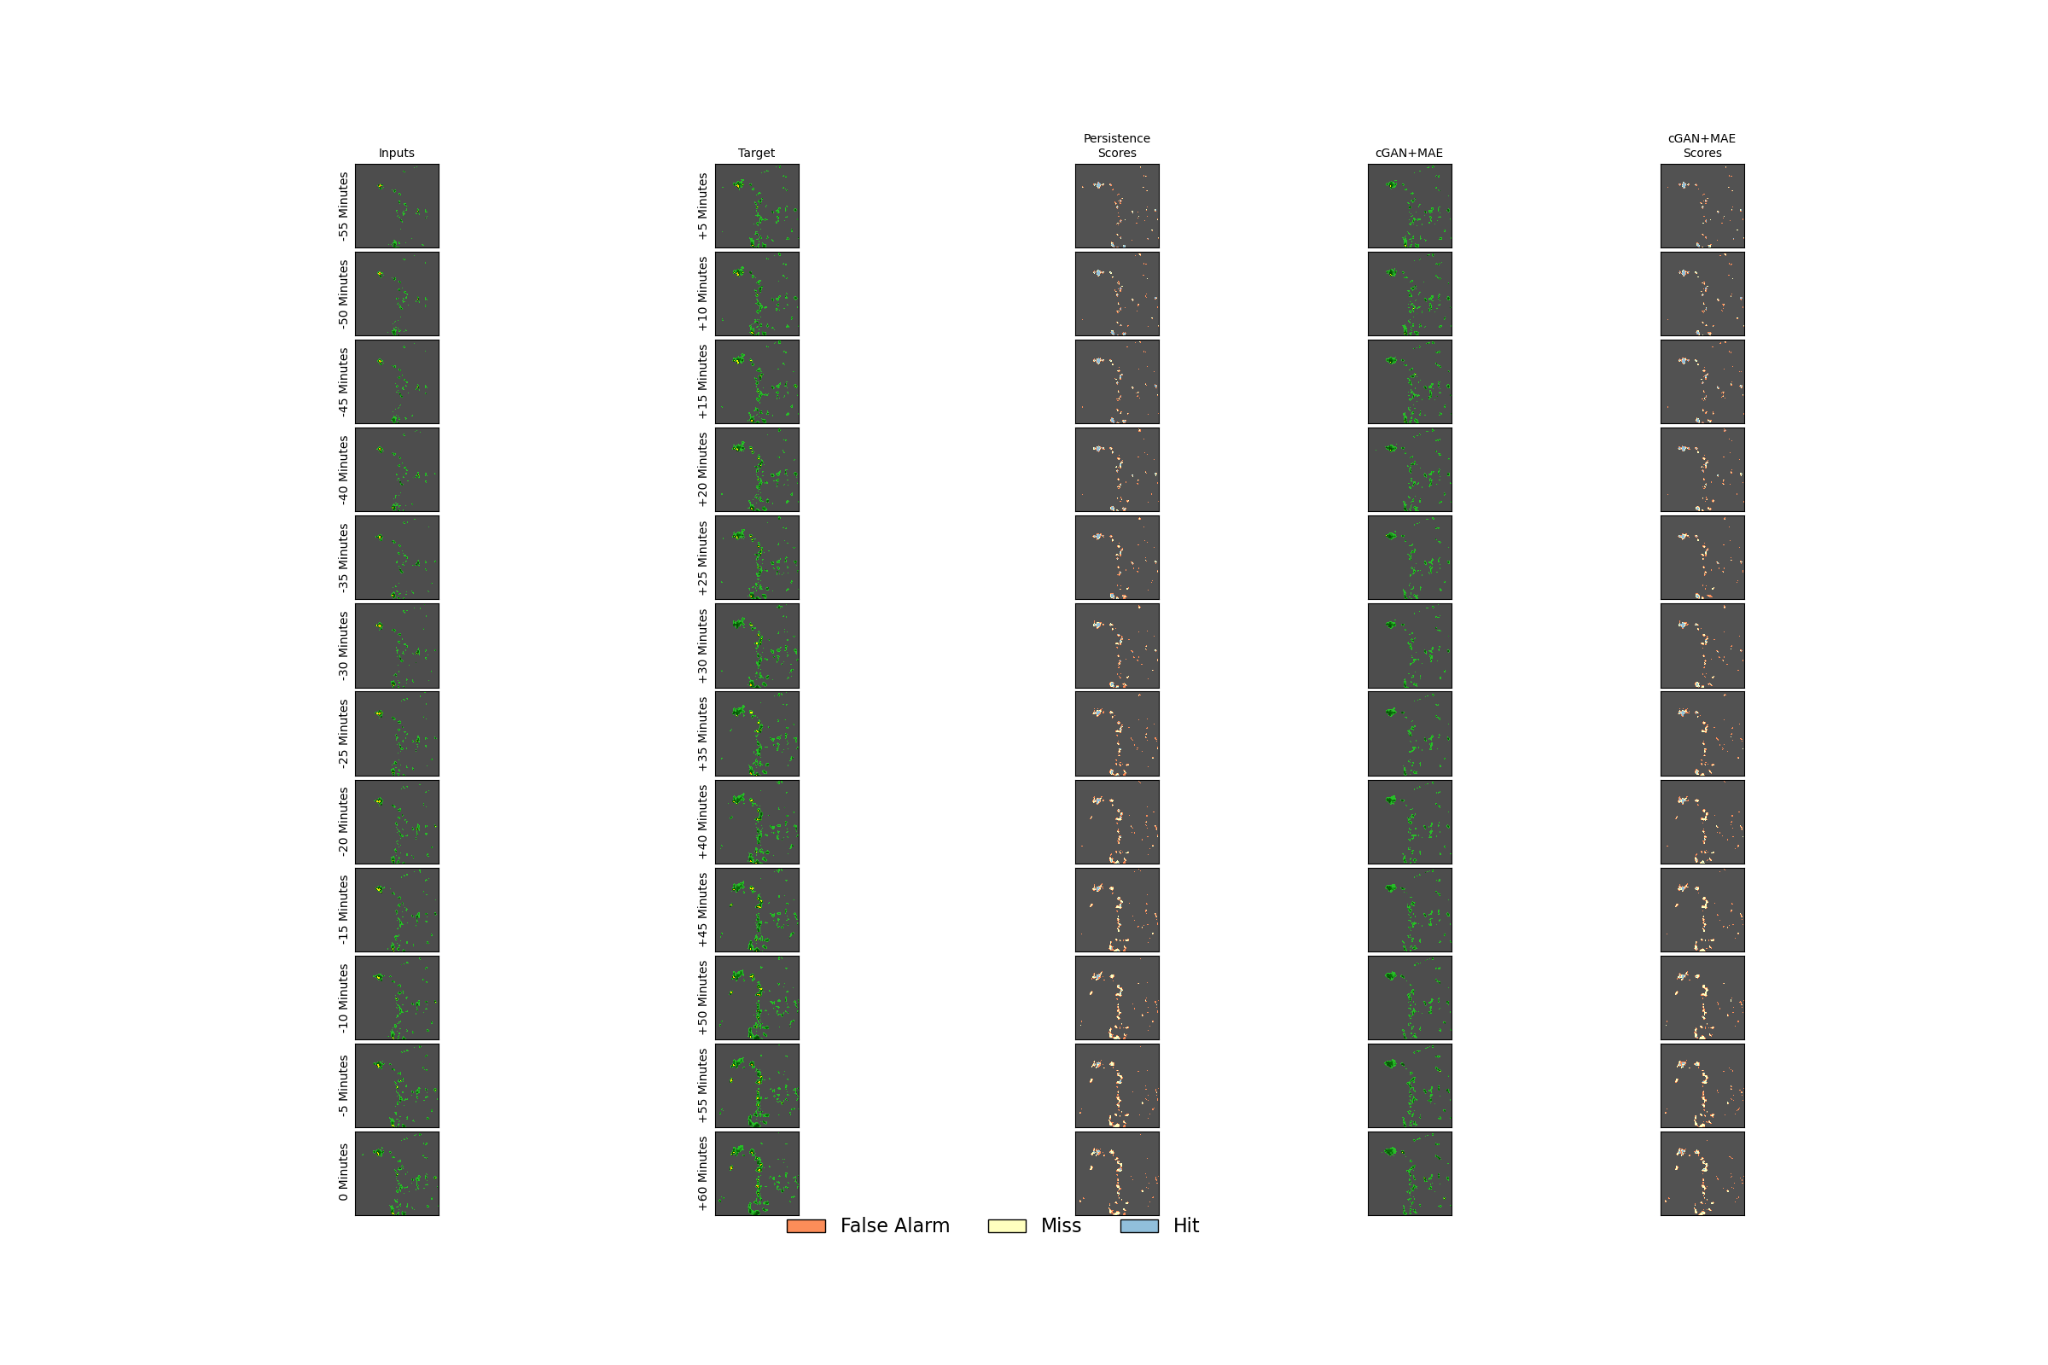 Inputs
Target
Persistence
Scores
cGAN+MAE
cGAN+MAE
Scores
-55 Minutes
+5 Minutes
-50 Minutes
+10 Minutes
-45 Minutes
+15 Minutes
-40 Minutes
+20 Minutes
-35 Minutes
+25 Minutes
-30 Minutes
+30 Minutes
-25 Minutes
+35 Minutes
-20 Minutes
+40 Minutes
-15 Minutes
+45 Minutes
-10 Minutes
+50 Minutes
-5 Minutes
+55 Minutes
0 Minutes
+60 Minutes
False Alarm
Miss
Hit